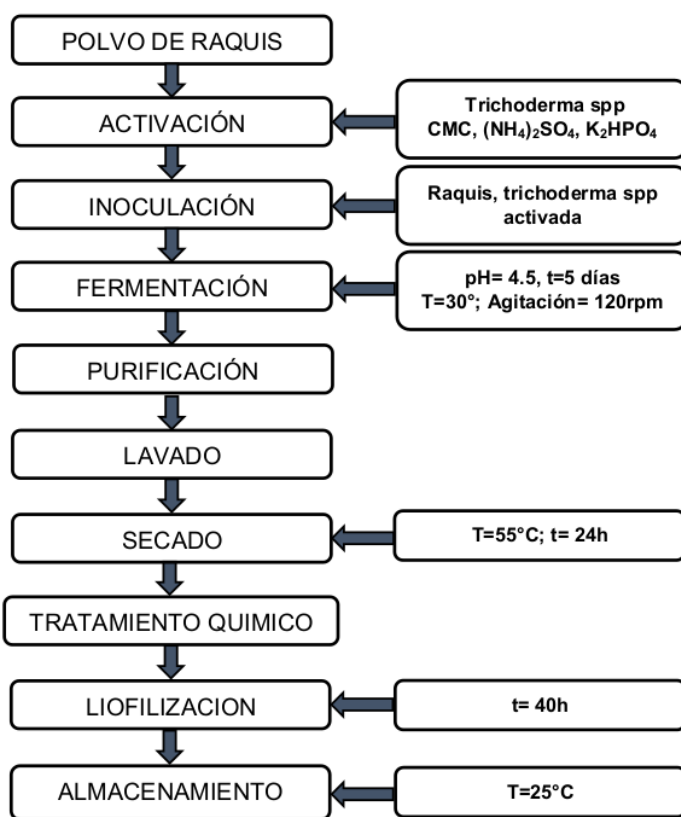 POLVO DE RAQUIS
ACTIVACIÓN
Trichoderma spp
CMC, (NH₄)₂SO₄, K₂HPO₄
INOCULACIÓN
Raquis, trichoderma spp
activada
FERMENTACIÓN
pH= 4.5, t=5 días
T=30°; Agitación= 120rpm
PURIFICACIÓN
LAVADO
SECADO
T=55°C; t= 24h
TRATAMIENTO QUIMICO
LIOFILIZACION
t= 40h
ALMACENAMIENTO
T=25°C